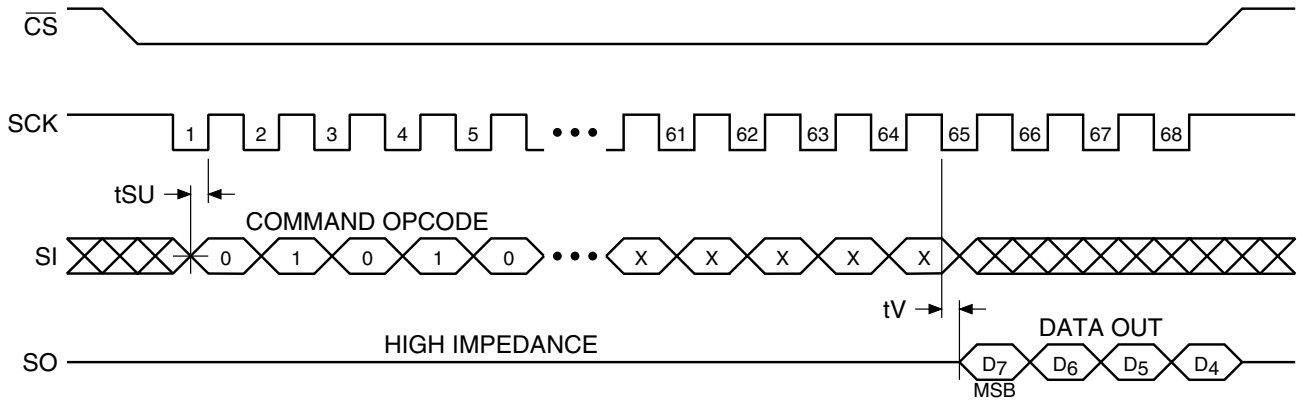 CS
SCK 1 2 3 4 5 ••• 61 62 63 64 65 66 67 68
tSU
COMMAND OPCODE
SI 0 1 0 1 0 ••• X X X X X
tV
HIGH IMPEDANCE
DATA OUT
SO D7 D6 D5 D4
MSB